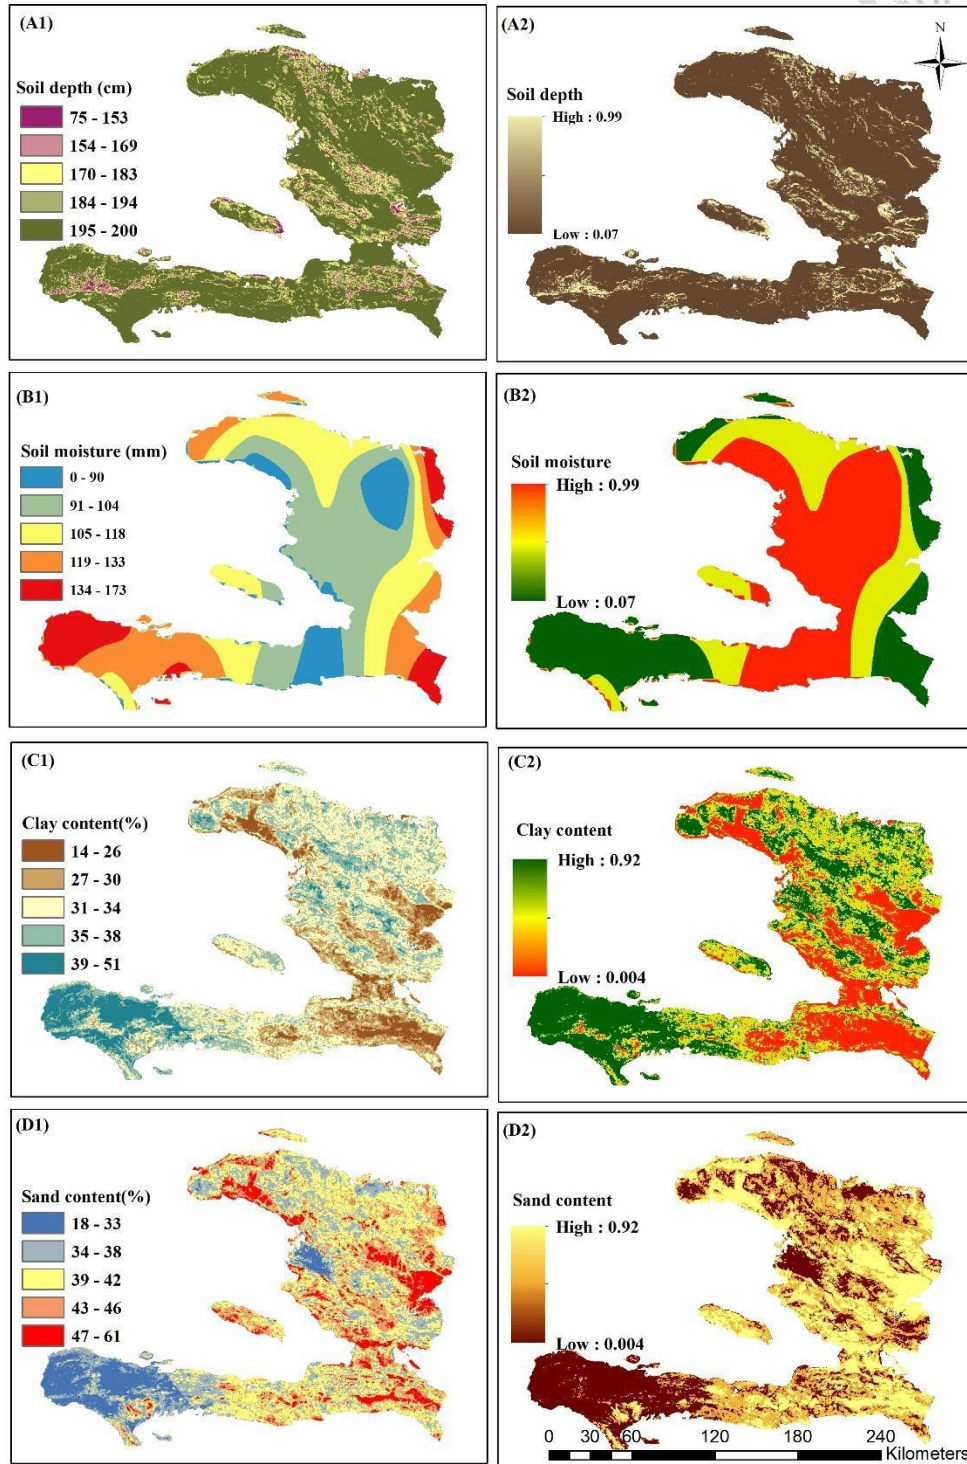 (A1)
Soil depth (cm)
75 - 153
154 - 169
170 - 183
184 - 194
195 - 200
(A2)
N
Soil depth
High : 0.99
Low : 0.07
(B1)
Soil moisture (mm)
0 - 90
91 - 104
105 - 118
119 - 133
134 - 173
(B2)
Soil moisture
High : 0.99
Low : 0.07
(C1)
Clay content(%)
14 - 26
27 - 30
31 - 34
35 - 38
39 - 51
(C2)
Clay content
High : 0.92
Low : 0.004
(D1)
Sand content(%)
18 - 33
34 - 38
39 - 42
43 - 46
47 - 61
(D2)
Sand content
High : 0.92
Low : 0.004
0 30 60 120 180 240
Kilometers